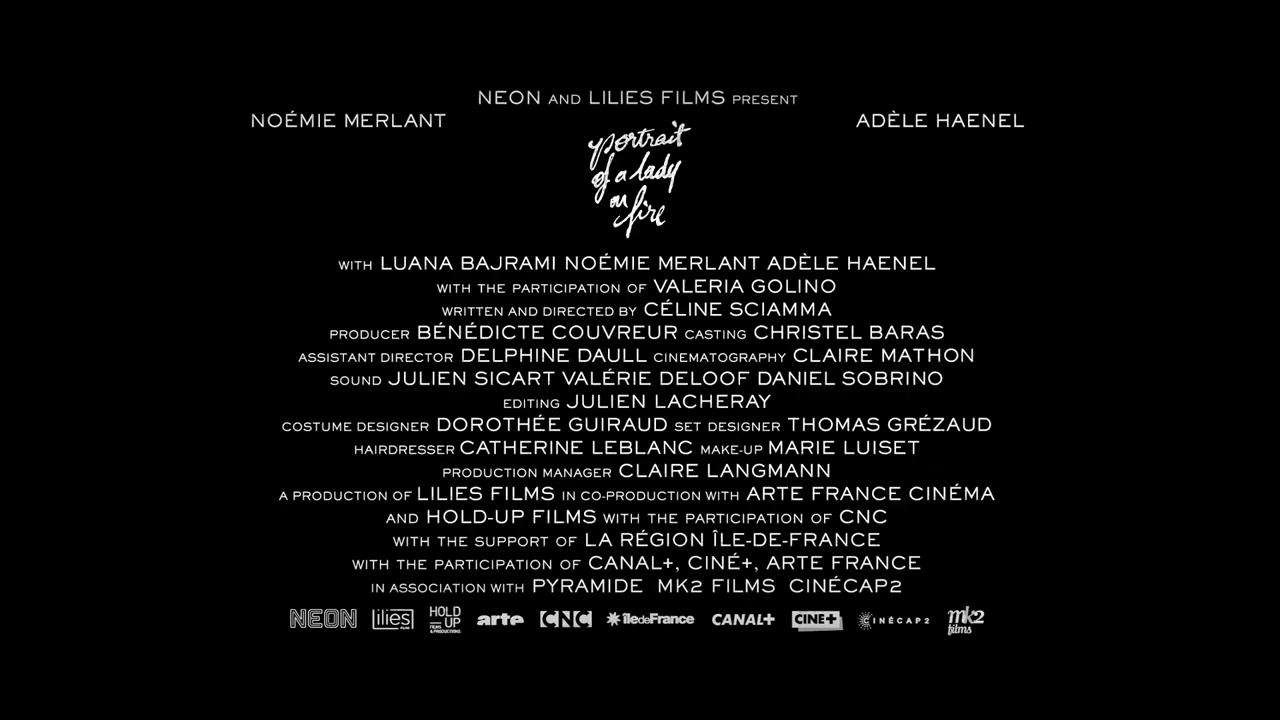 NEON AND LILIES FILMS PRESENT
NOÉMIE MERLANT
ADÈLE HAENEL
portrait
of a lady
on
fire
WITH LUANA BAJRAMI NOÉMIE MERLANT ADÈLE HAENEL
WITH THE PARTICIPATION OF VALERIA GOLINO
WRITTEN AND DIRECTED BY CÉLINE SCIAMMA
PRODUCER BÉNÉDICTE COUVREUR CASTING CHRISTEL BARAS
ASSISTANT DIRECTOR DELPHINE DAULL CINEMATOGRAPHY CLAIRE MATHON
SOUND JULIEN SICART VALÉRIE DELOOF DANIEL SOBRINO
EDITING JULIEN LACHERAY
COSTUME DESIGNER DOROTHÉE GUIRAUD SET DESIGNER THOMAS GRÉZAUD
HAIRDRESSER CATHERINE LEBLANC MAKE-UP MARIE LUISET
PRODUCTION MANAGER CLAIRE LANGMANN
A PRODUCTION OF LILIES FILMS IN CO-PRODUCTION WITH ARTE FRANCE CINÉMA
AND HOLD-UP FILMS WITH THE PARTICIPATION OF CNC
WITH THE SUPPORT OF LA RÉGION ÎLE-DE-FRANCE
WITH THE PARTICIPATION OF CANAL+, CINÉ+, ARTE FRANCE
IN ASSOCIATION WITH PYRAMIDE MK2 FILMS CINÉCAP2
NEON lilies FILMS HOLD UP FILMS & PRODUCTIONS arte CNC îledeFrance CANAL+ CINE+ CINÉCAP2 mk2 films